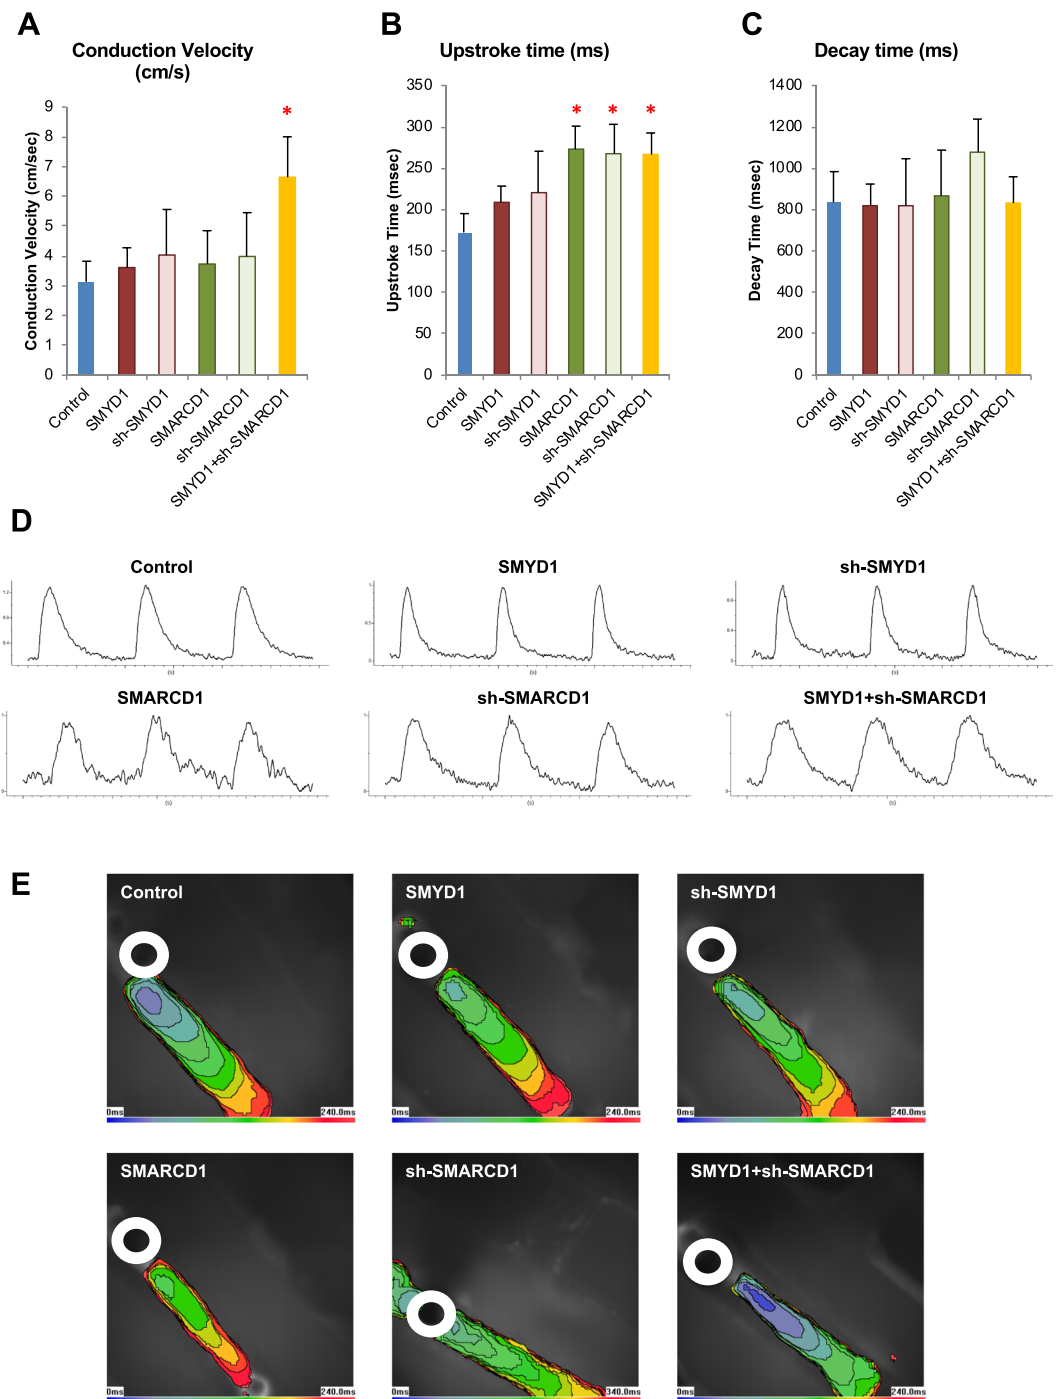 A
B
C
Conduction Velocity
(cm/s)
Upstroke time (ms)
Decay time (ms)
Conduction Velocity (cm/sec)
9
8
7
6
5
4
3
2
1
0
*
Control
SMYD1
sh-SMYD1
SMARCD1
sh-SMARCD1
SMYD1+sh-SMARCD1
Upstroke Time (msec)
350
300
250
200
150
100
50
0
* * *
Control
SMYD1
sh-SMYD1
SMARCD1
sh-SMARCD1
SMYD1+sh-SMARCD1
Decay Time (msec)
1400
1200
1000
800
600
400
200
0
Control
SMYD1
sh-SMYD1
SMARCD1
sh-SMARCD1
SMYD1+sh-SMARCD1
D
Control
SMYD1
sh-SMYD1
SMARCD1
sh-SMARCD1
SMYD1+sh-SMARCD1
E
Control
0ms 240.0ms
SMYD1
0ms 240.0ms
sh-SMYD1
0ms 240.0ms
SMARCD1
0ms 240.0ms
sh-SMARCD1
0ms 340.0ms
SMYD1+sh-SMARCD1
0ms 240.0ms